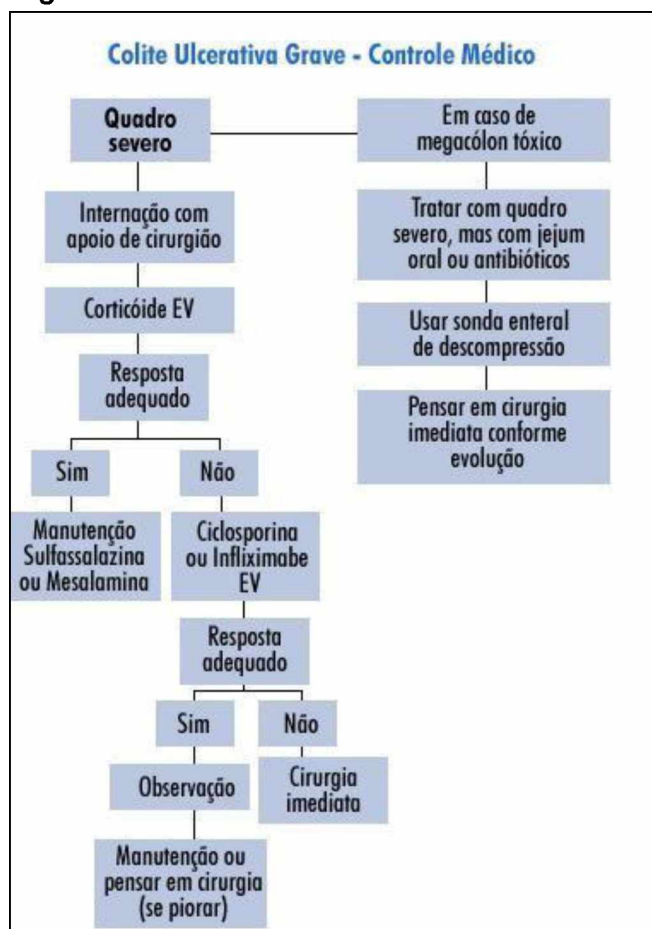 Colite Ulcerativa Grave - Controle Médico
Quadro
severo
Em caso de
megacólon tóxico
Internação com
apoio de cirurgião
Tratar com quadro
severo, mas com jejum
oral ou antibióticos
Corticóide EV
Usar sonda enteral
de descompressão
Resposta
adequado
Pensar em cirurgia
imediata conforme
evolução
Sim
Não
Manutenção
Sulfassalazina
ou Mesalamina
Ciclosporina
ou Infliximabe
EV
Resposta
adequado
Sim
Não
Observação
Cirurgia
imediata
Manutenção ou
pensar em cirurgia
(se piorar)